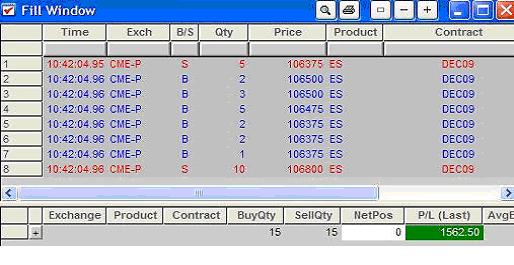 Fill Window
Time Exch B/S Qty Price Product Contract
1 10:42:04.95 CME-P S 5 106375 ES DEC09
2 10:42:04.96 CME-P B 2 106500 ES DEC09
3 10:42:04.96 CME-P B 3 106500 ES DEC09
4 10:42:04.96 CME-P B 5 106475 ES DEC09
5 10:42:04.96 CME-P B 2 106375 ES DEC09
6 10:42:04.96 CME-P B 2 106375 ES DEC09
7 10:42:04.96 CME-P B 1 106375 ES DEC09
8 10:42:04.96 CME-P S 10 106800 ES DEC09
Exchange Product Contract BuyQty SellQty NetPos P/L (Last) AvgB
+ 15 15 0 1562.50